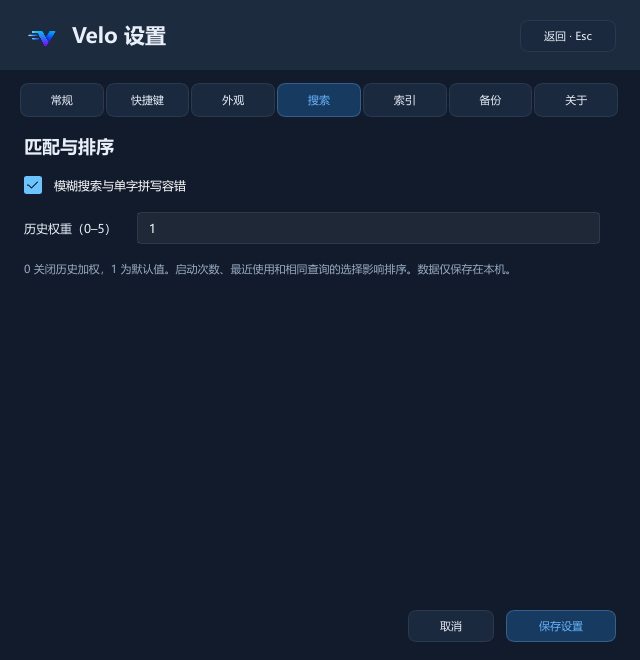 Velo 设置
返回 · Esc
常规
快捷键
外观
搜索
索引
备份
关于
匹配与排序
模糊搜索与单字拼写容错
历史权重（0–5）
1
0 关闭历史加权，1 为默认值。启动次数、最近使用和相同查询的选择影响排序。数据仅保存在本机。
取消
保存设置